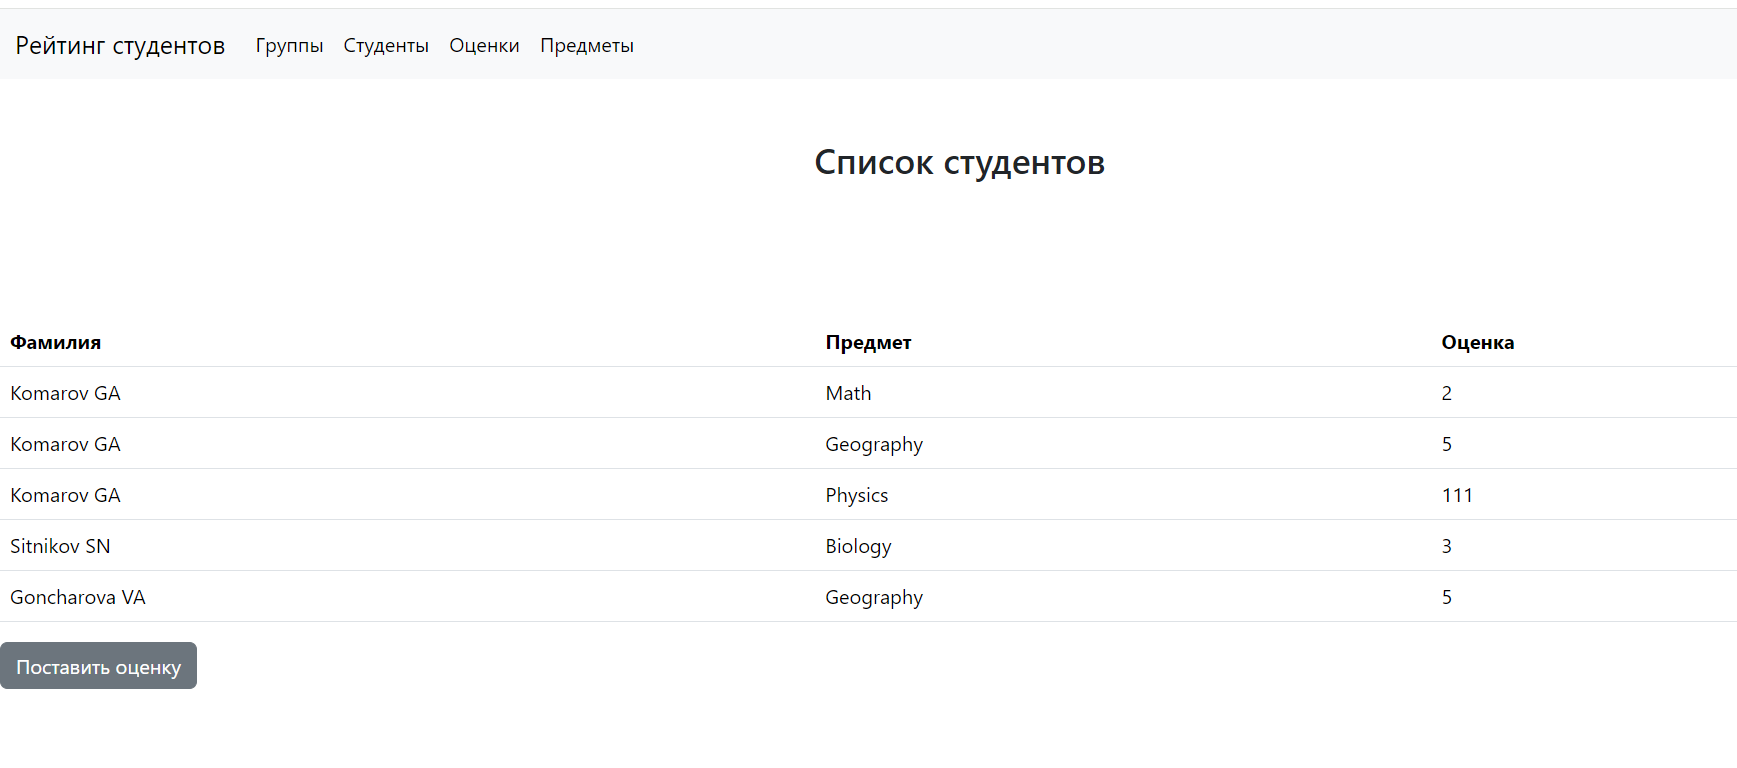 Рейтинг студентов Группы Студенты Оценки Предметы
Список студентов
Фамилия Предмет Оценка
Komarov GA Math 2
Komarov GA Geography 5
Komarov GA Physics 111
Sitnikov SN Biology 3
Goncharova VA Geography 5
Поставить оценку